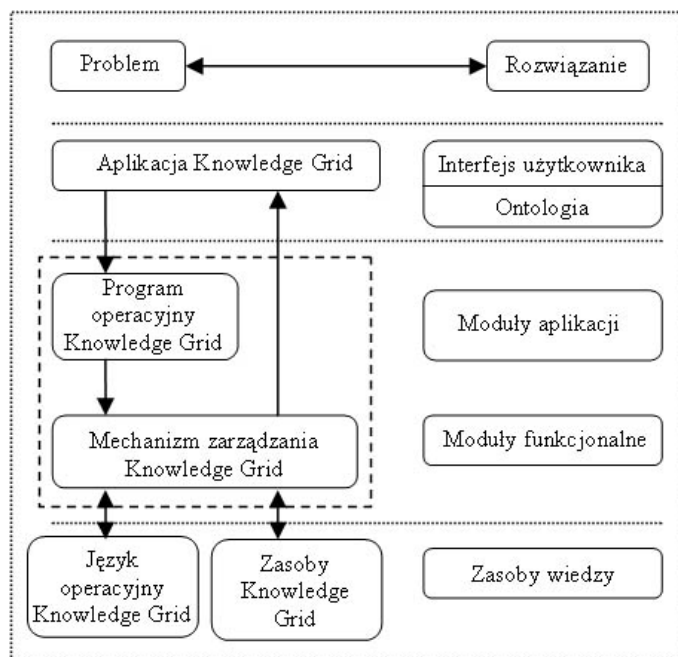 Problem
Rozwiązanie
Aplikacja Knowledge Grid
Interfejs użytkownika
Ontologia
Program
operacyjny
Knowledge Grid
Moduły aplikacji
Mechanizm zarządzania
Knowledge Grid
Moduły funkcjonalne
Język
operacyjny
Knowledge Grid
Zasoby
Knowledge
Grid
Zasoby wiedzy